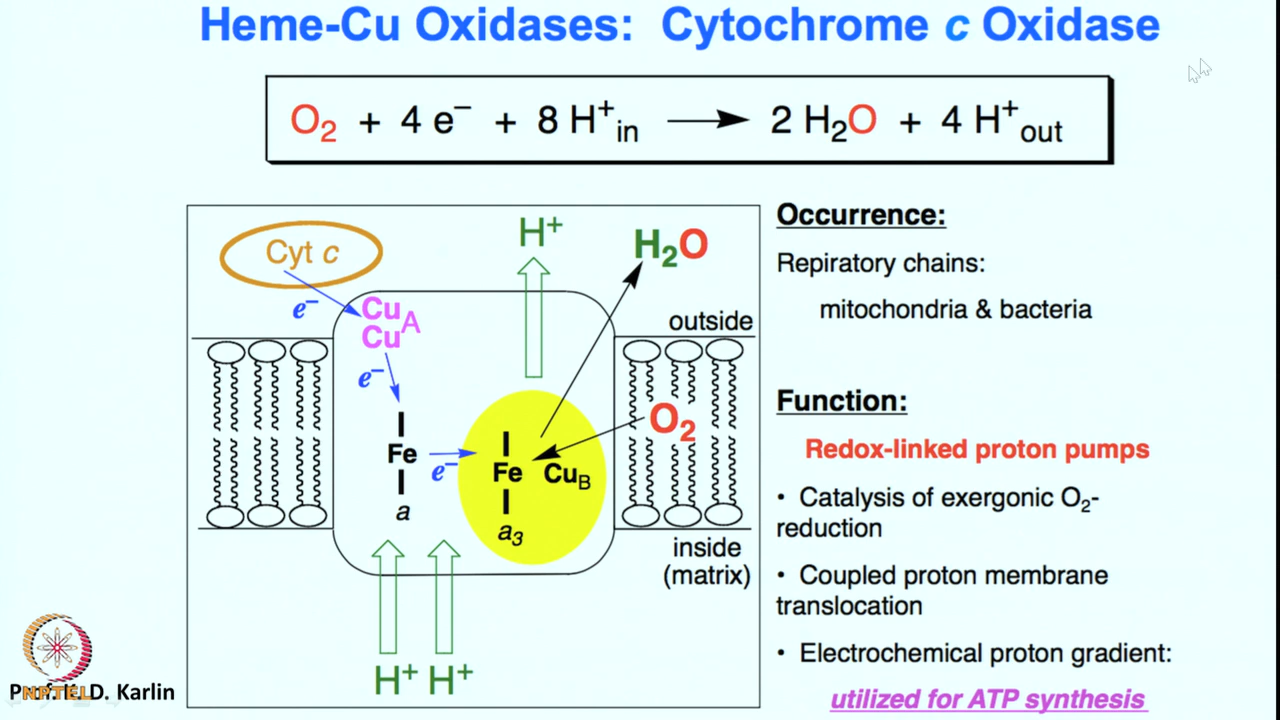 Heme-Cu Oxidases: Cytochrome c Oxidase
O₂ + 4 e⁻ + 8 H⁺in → 2 H₂O + 4 H⁺out
Cyt c
e⁻
CuA
Cu
e⁻
Fe
a
e⁻
Fe CuB
a₃
H⁺
H₂O
outside
O₂
inside
(matrix)
H⁺ H⁺
Occurrence:
Repiratory chains:
mitochondria & bacteria
Function:
Redox-linked proton pumps
• Catalysis of exergonic O₂-
reduction
• Coupled proton membrane
translocation
• Electrochemical proton gradient:
utilized for ATP synthesis
D. Karlin
NPTEL